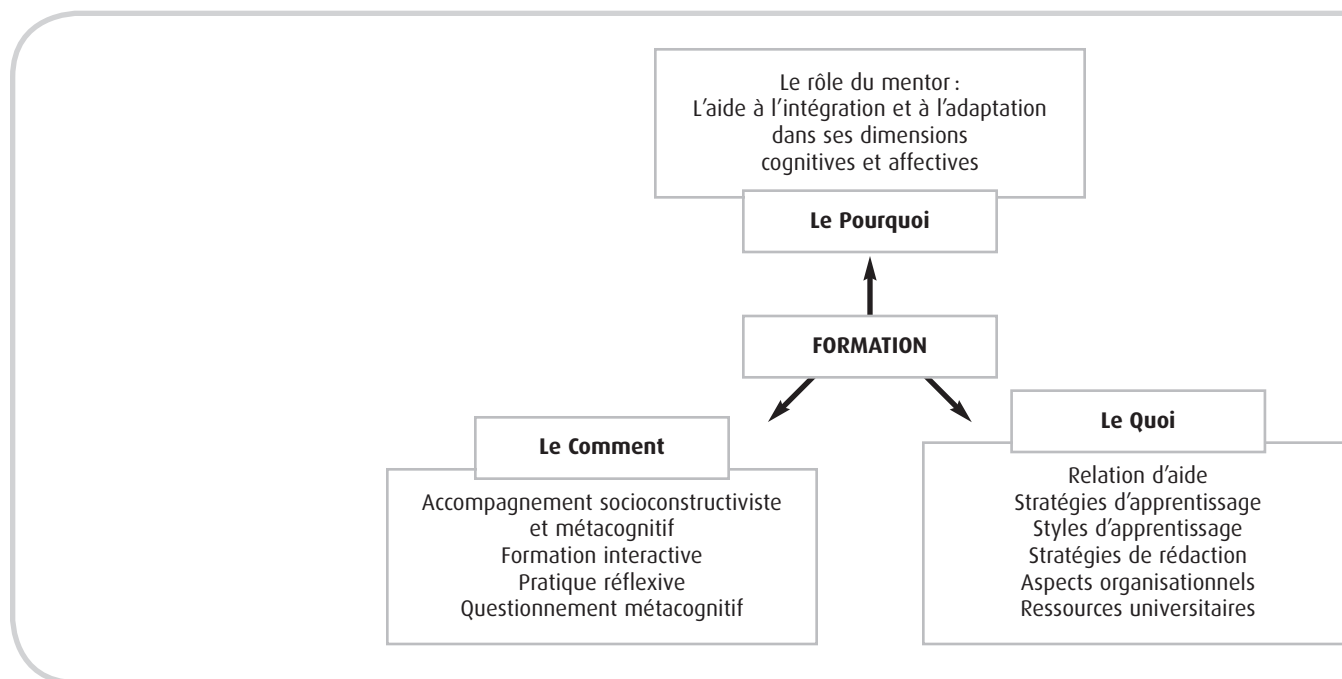 Le rôle du mentor :
L'aide à l'intégration et à l'adaptation
dans ses dimensions
cognitives et affectives
Le Pourquoi
FORMATION
Le Comment
Accompagnement socioconstructiviste
et métacognitif
Formation interactive
Pratique réflexive
Questionnement métacognitif
Le Quoi
Relation d'aide
Stratégies d'apprentissage
Styles d'apprentissage
Stratégies de rédaction
Aspects organisationnels
Ressources universitaires